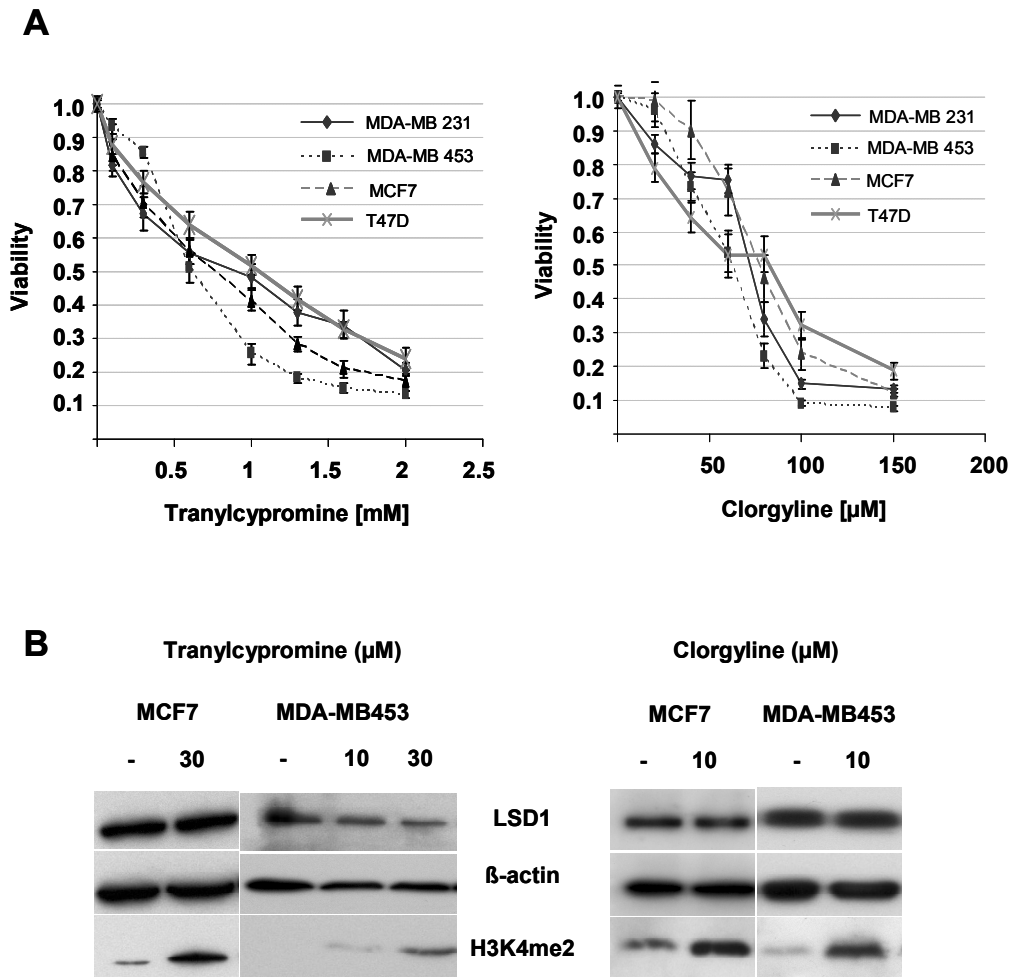 A
1.0
0.9
0.8
0.7
0.6
0.5
0.4
0.3
0.2
0.1
Viability
MDA-MB 231
MDA-MB 453
MCF7
T47D
0.5 1 1.5 2 2.5
Tranylcypromine [mM]
1.0
0.9
0.8
0.7
0.6
0.5
0.4
0.3
0.2
0.1
Viability
MDA-MB 231
MDA-MB 453
MCF7
T47D
50 100 150 200
Clorgyline [µM]
B
Tranylcypromine (µM)
MCF7 MDA-MB453
- 30 - 10 30
Clorgyline (µM)
MCF7 MDA-MB453
- 10 - 10
LSD1
ß-actin
H3K4me2